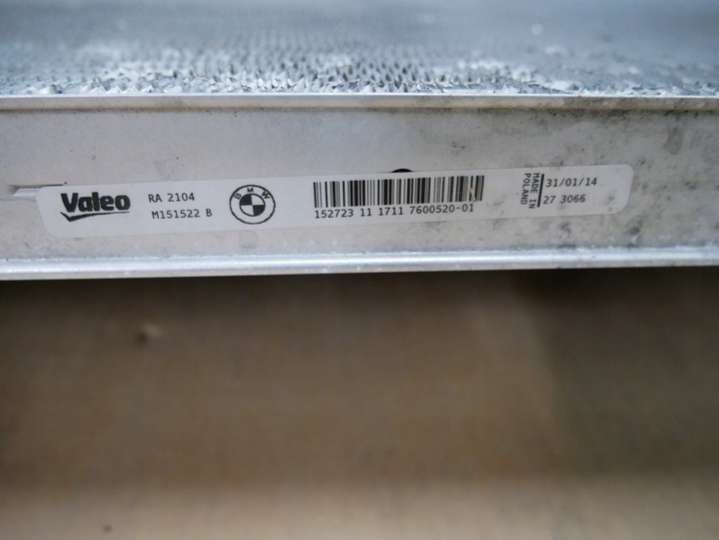 Valeo
RA 2104
M151522 B
BMW
152723 11 1711 7600520-01
MADE IN
POLAND
31/01/14
27 3066